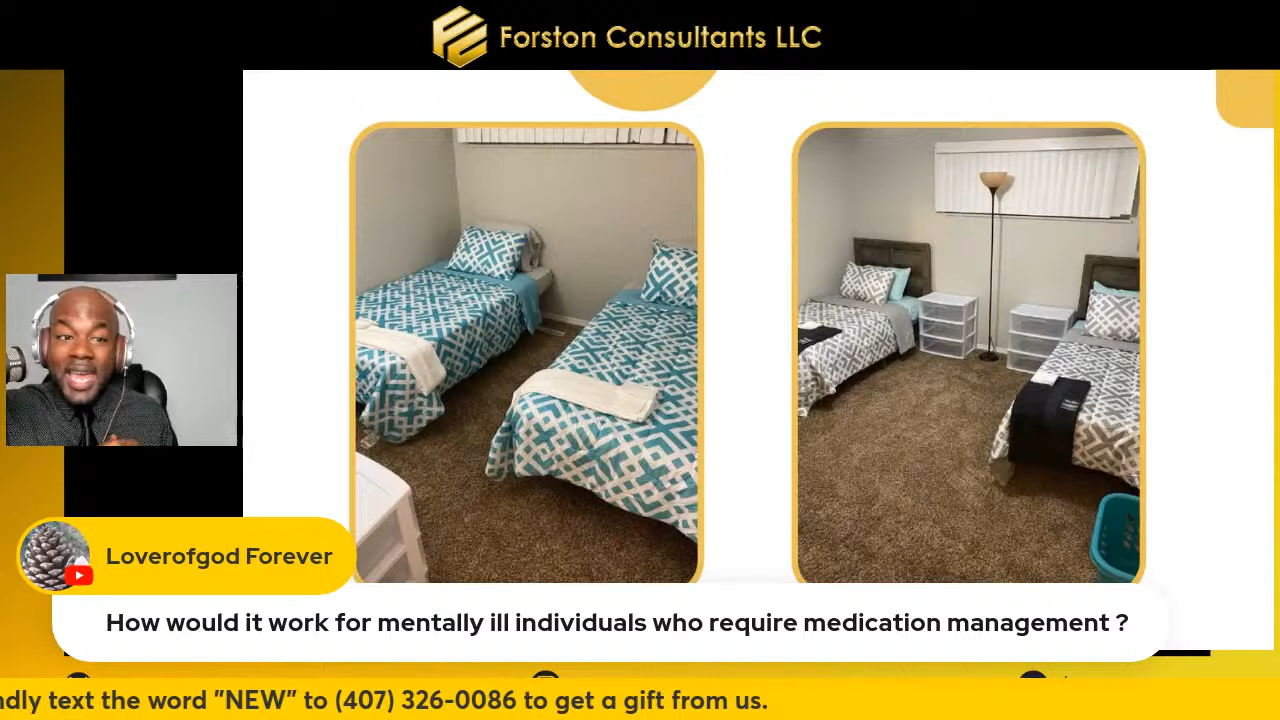 Forston Consultants LLC
Loverofgod Forever
How would it work for mentally ill individuals who require medication management ?
text the word "NEW" to (407) 326-0086 to get a gift from us.